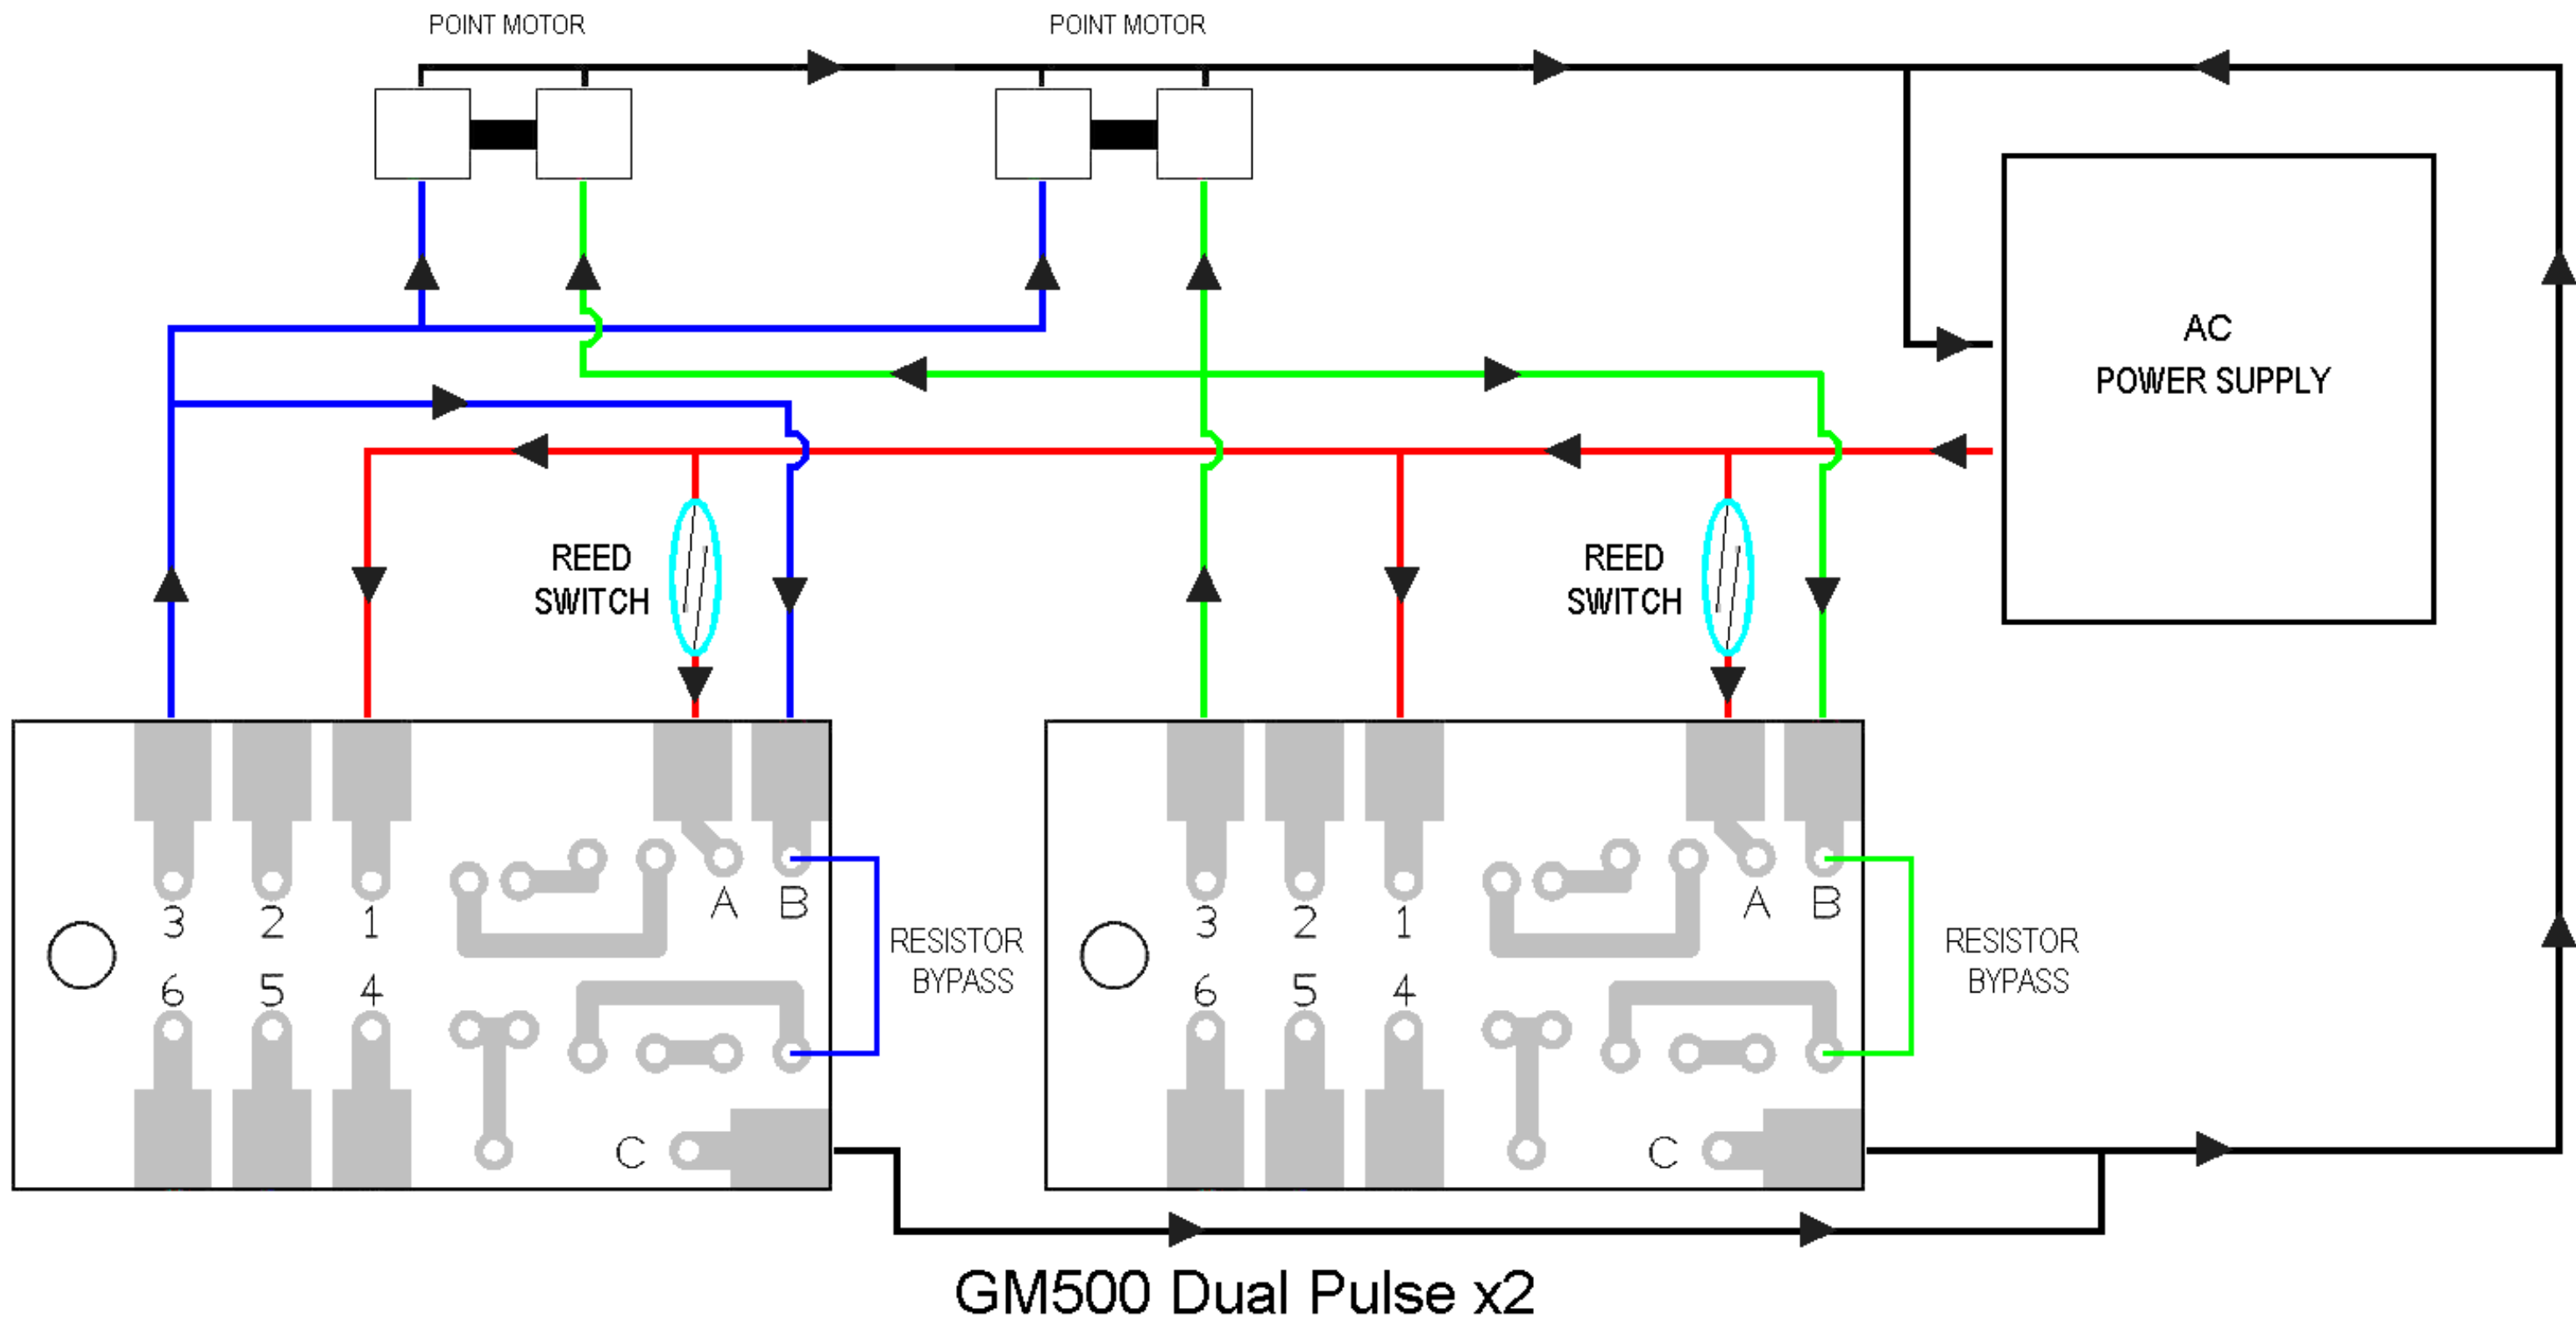 POINT MOTOR
POINT MOTOR
AC
POWER SUPPLY
REED
SWITCH
REED
SWITCH
3 2 1 A B
6 5 4
C
RESISTOR
BYPASS
3 2 1 A B
6 5 4
C
RESISTOR
BYPASS
GM500 Dual Pulse x2